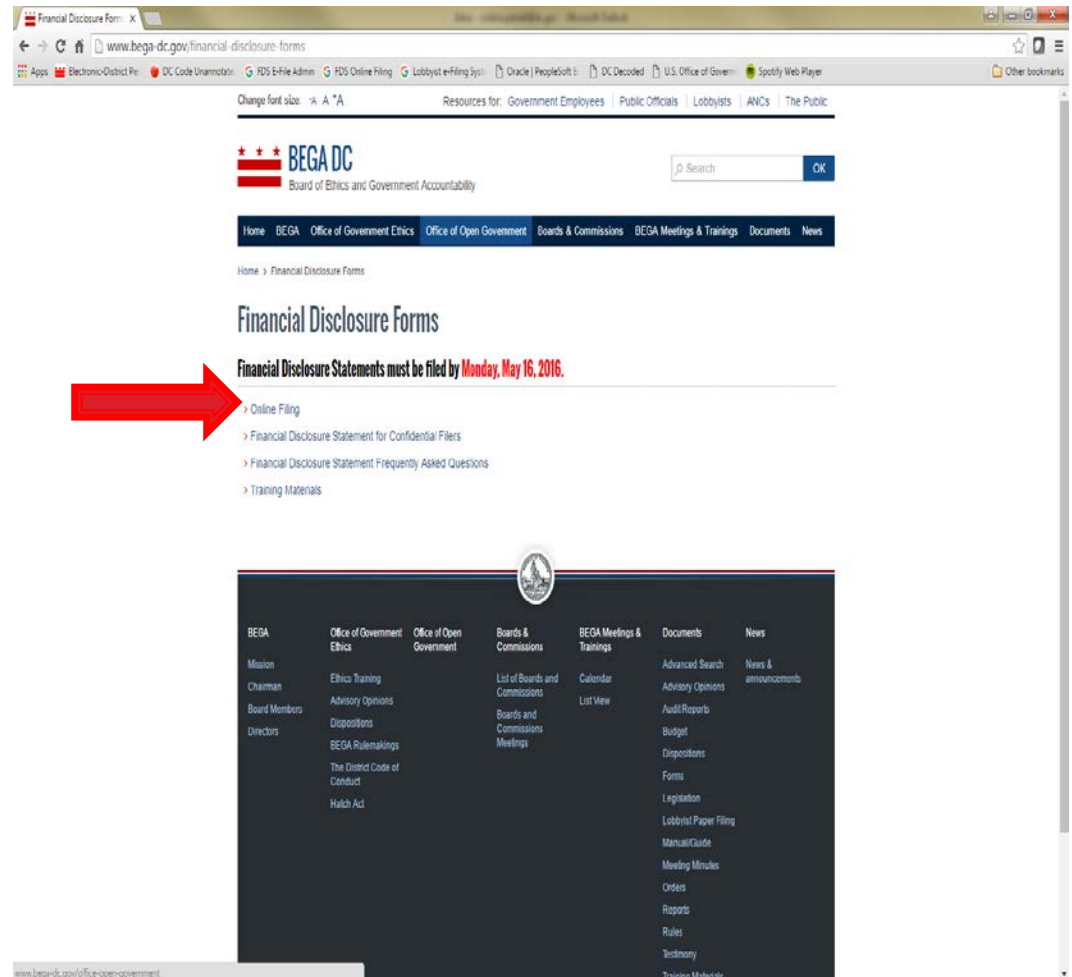 Financial Disclosure Form: x
www.bega-dc.gov/financial-disclosure-forms
Apps Electronic-District Per DC Code Unannotate FDS E-File Admin FDS Online Filing Lobbyist e-Filing Syst Oracle | PeopleSoft E DC Decoded U.S. Office of Govern Spotify Web Player Other bookmarks
Change font size: -A A +A Resources for: Government Employees | Public Officials | Lobbyists | ANCs | The Public
BEGA DC
Board of Ethics and Government Accountability
Search OK
Home BEGA Office of Government Ethics Office of Open Government Boards & Commissions BEGA Meetings & Trainings Documents News
Home > Financial Disclosure Forms
Financial Disclosure Forms
Financial Disclosure Statements must be filed by Monday, May 16, 2016.
> Online Filing
> Financial Disclosure Statement for Confidential Filers
> Financial Disclosure Statement Frequently Asked Questions
> Training Materials
BEGA
Mission
Chairman
Board Members
Directors
Office of Government
Ethics
Ethics Training
Advisory Opinions
Dispositions
BEGA Rulemakings
The District Code of
Conduct
Hatch Act
Office of Open
Government
Boards &
Commissions
List of Boards and
Commissions
Boards and
Commissions
Meetings
BEGA Meetings &
Trainings
Calendar
List View
Documents
Advanced Search
Advisory Opinions
Audit Reports
Budget
Dispositions
Forms
Legislation
Lobbyist Paper Filing
Manual/Guide
Meeting Minutes
Orders
Reports
Rules
Testimony
Training Materials
News
News &
announcements
www.bega-dc.gov/office-open-government